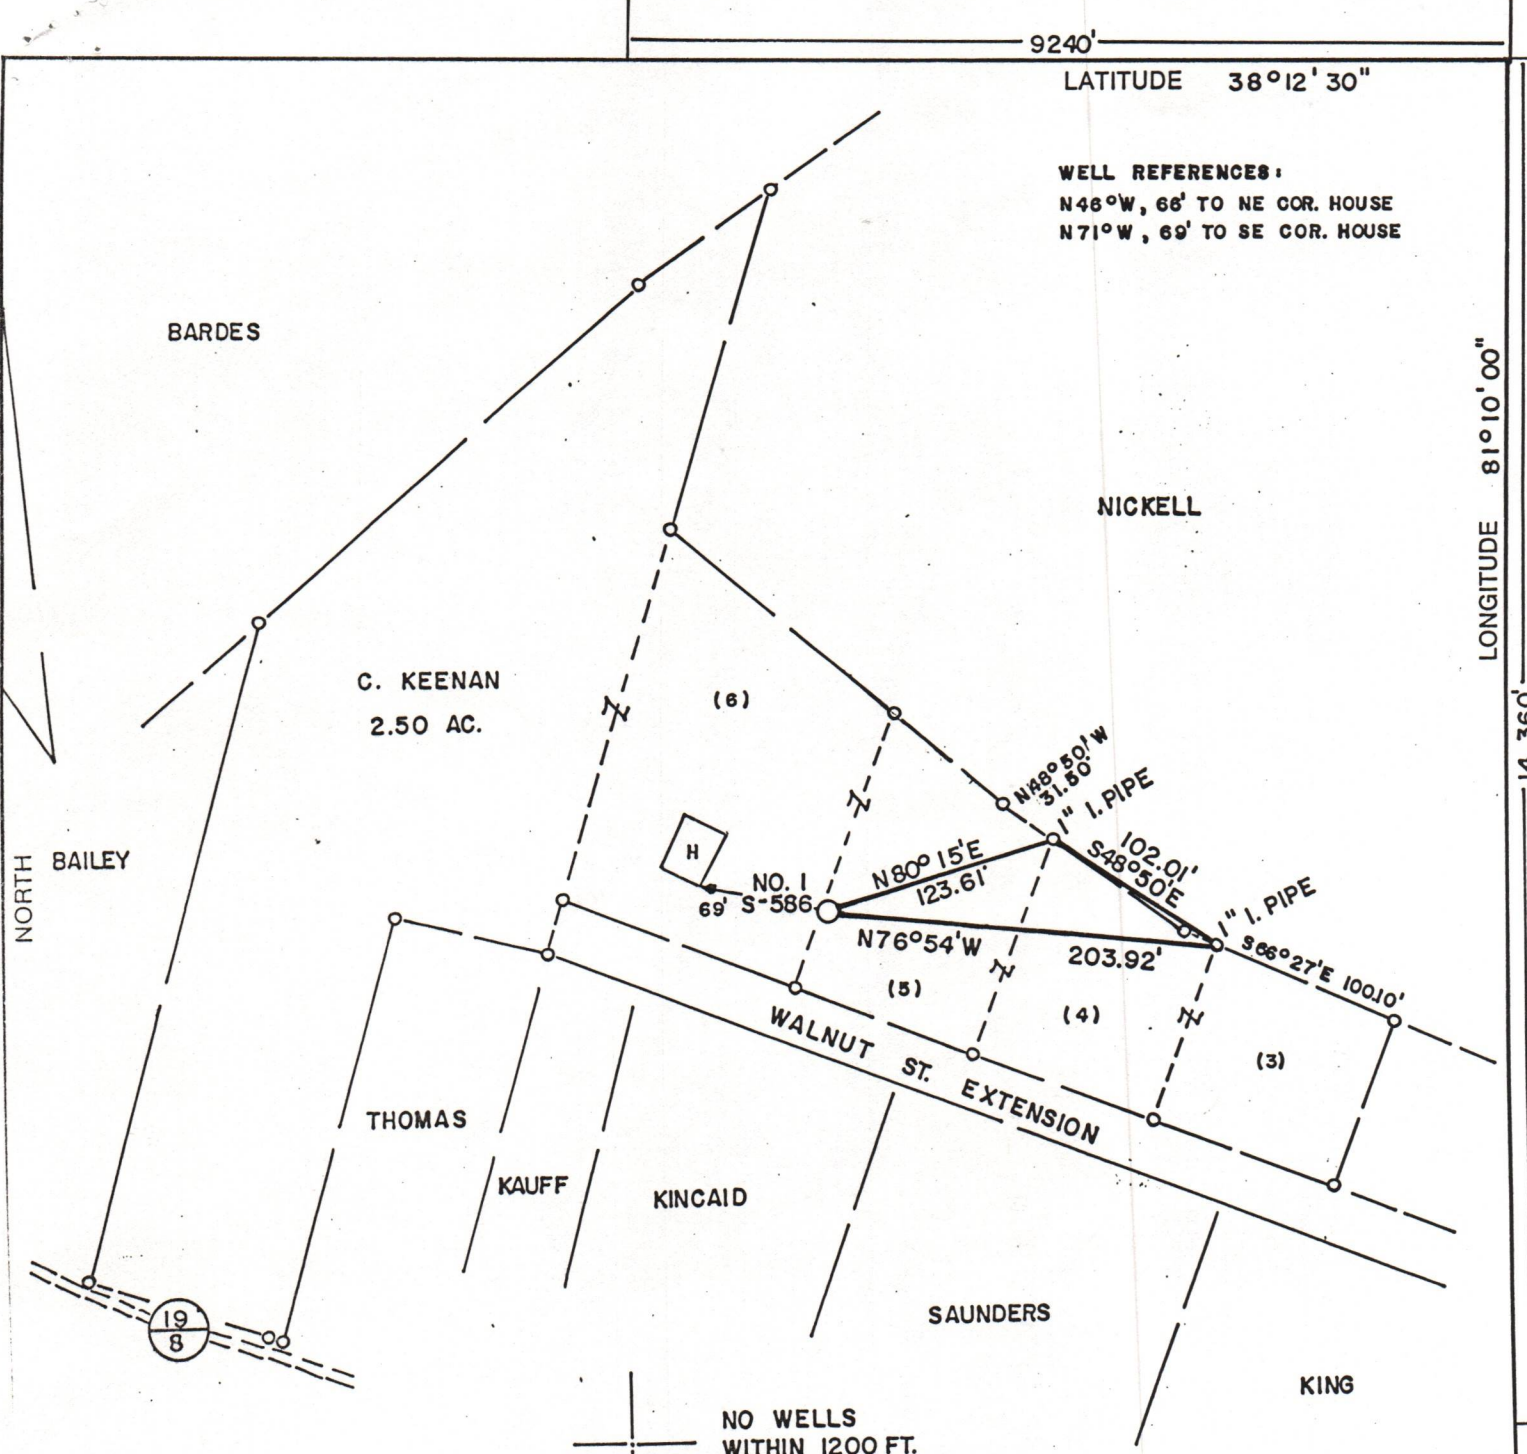 9240'
LATITUDE 38°12'30"
WELL REFERENCES:
N46°W, 66' TO NE COR. HOUSE
N71°W, 69' TO SE COR. HOUSE
BARDES
LONGITUDE 81°10'00"
NICKELL
C. KEENAN
2.50 AC.
(6)
14,360'
N48°50'W
31.50'
1" I. PIPE
102.01'
S48°50'E
1" I. PIPE
NORTH
BAILEY
H
N80°15'E
123.61'
NO. 1
69' S-586
N76°54'W
203.92'
S66°27'E 100.10'
(5)
(4)
(3)
WALNUT ST. EXTENSION
THOMAS
KAUFF
KINCAID
19
8
SAUNDERS
KING
NO WELLS
WITHIN 1200 FT.